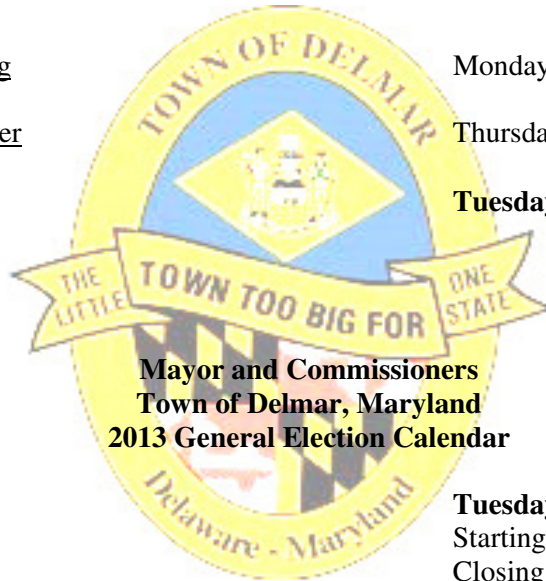 g
TOWN OF DELMAR
Monday
er
Thursda
Tuesday
THE LITTLE
TOWN TOO BIG FOR
ONE STATE
Mayor and Commissioners
Town of Delmar, Maryland
2013 General Election Calendar
Delaware - Maryland
Tuesday
Starting
Closing